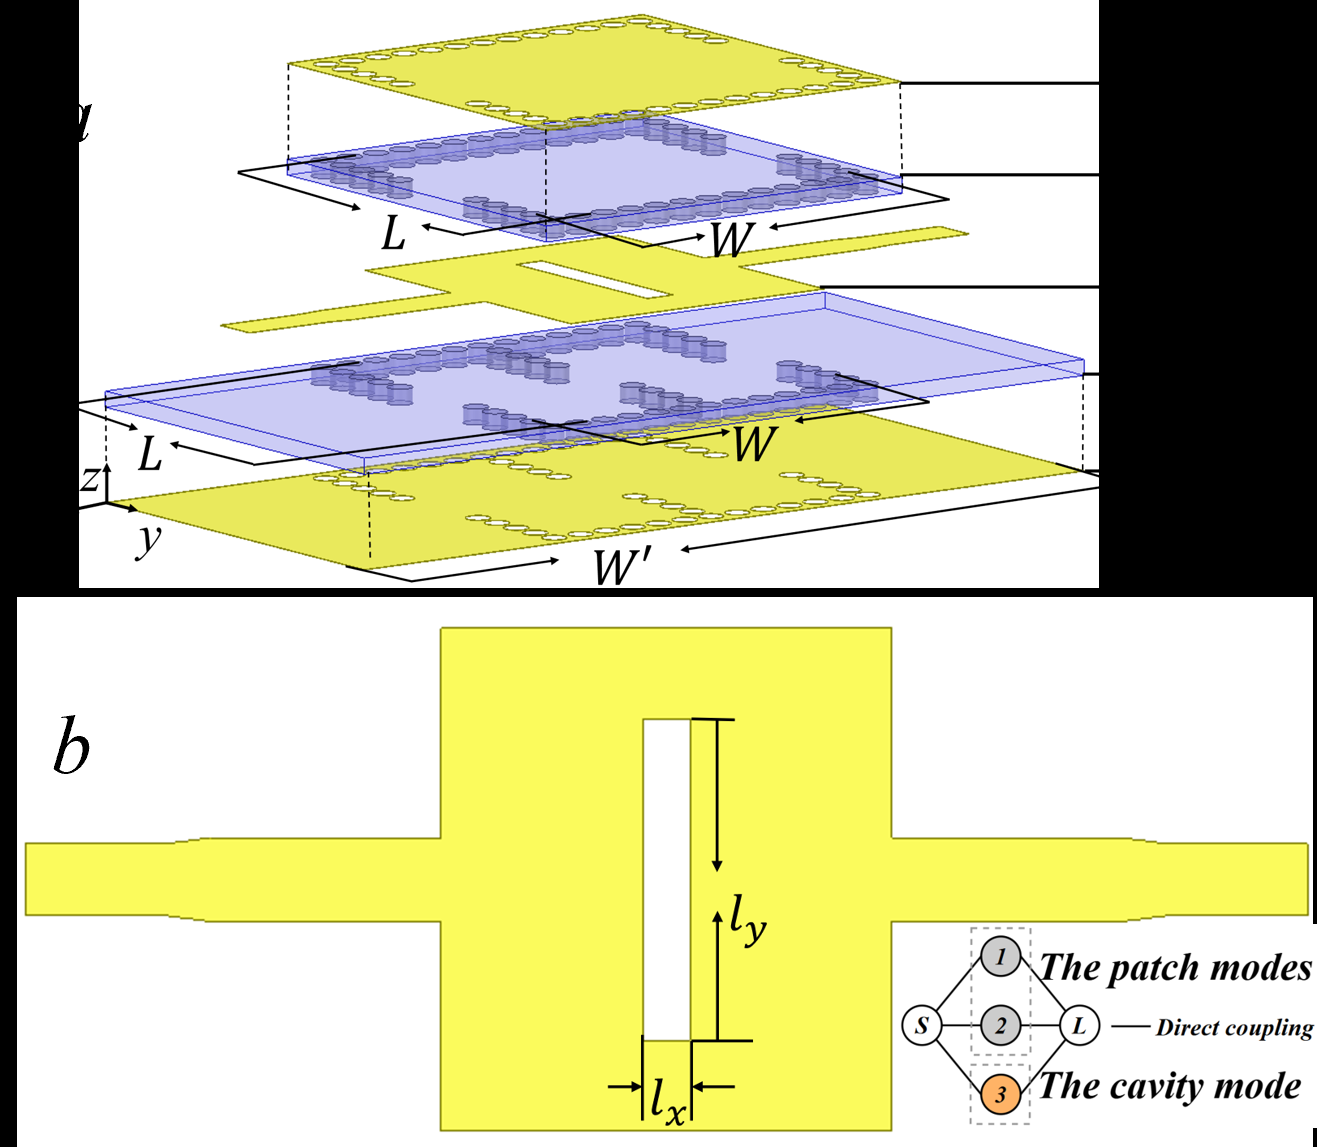 a
L
W
L
W
z
y
W′
b
l_y
l_x
1
The patch modes
S
2
L
Direct coupling
3
The cavity mode